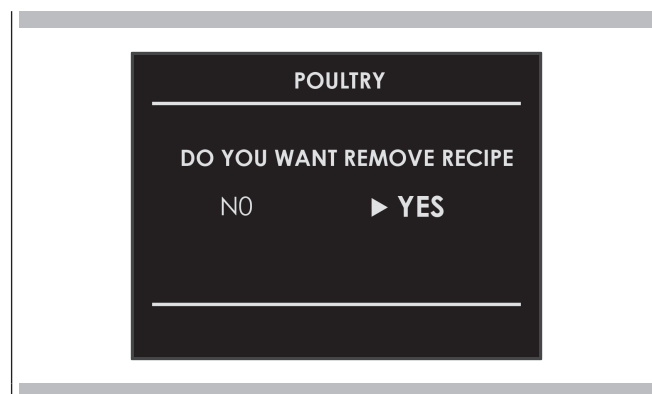 POULTRY
DO YOU WANT REMOVE RECIPE
N0 ▶ YES